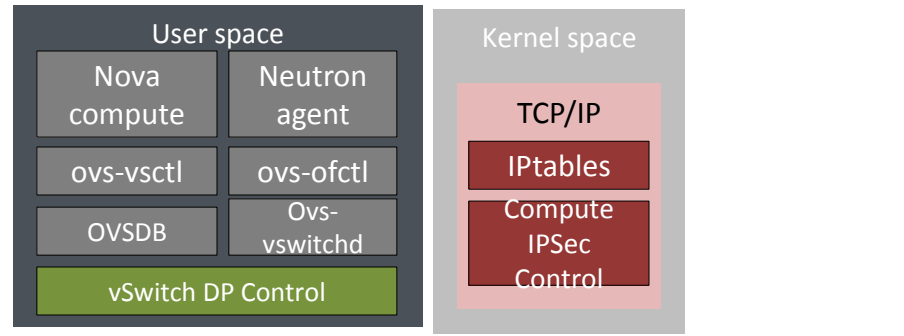 User space
Nova
compute
Neutron
agent
ovs-vsctl
ovs-ofctl
OVSDB
Ovs-
vswitchd
vSwitch DP Control
Kernel space
TCP/IP
IPtables
Compute
IPSec
Control